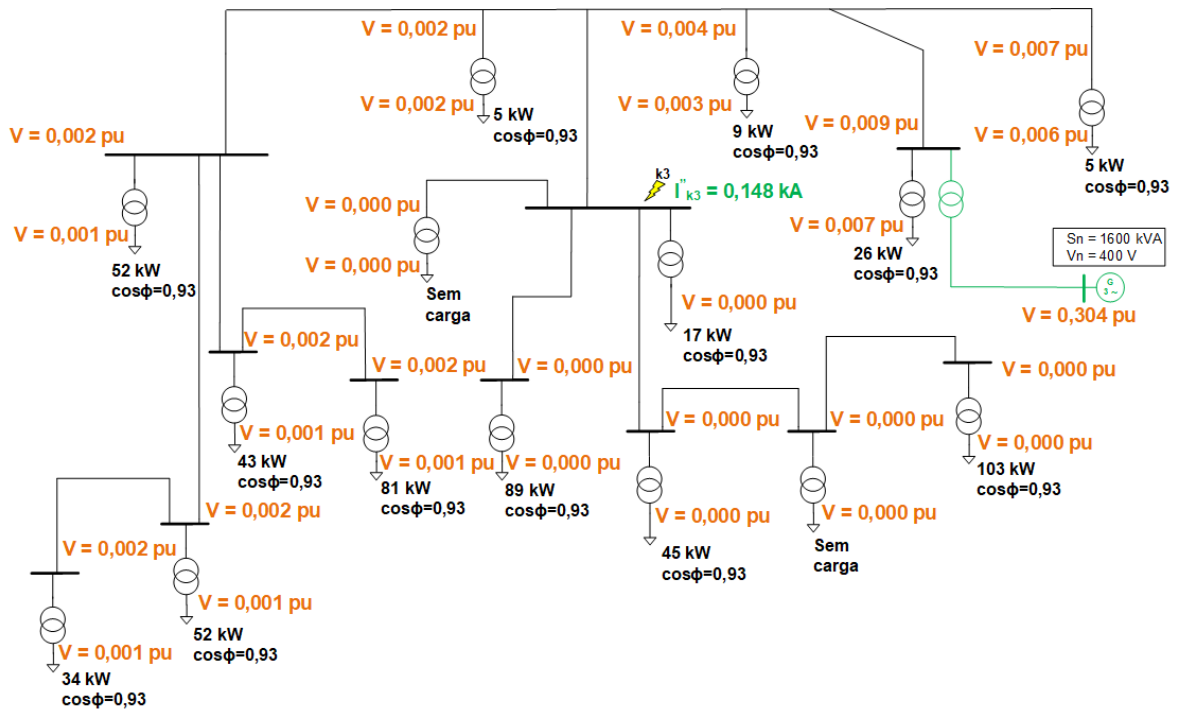 V = 0,002 pu
V = 0,004 pu
V = 0,007 pu
V = 0,002 pu
5 kW
cosϕ=0,93
V = 0,003 pu
9 kW
cosϕ=0,93
V = 0,009 pu
V = 0,006 pu
5 kW
cosϕ=0,93
V = 0,002 pu
k3
I"k3 = 0,148 kA
V = 0,000 pu
V = 0,001 pu
52 kW
cosϕ=0,93
V = 0,000 pu
Sem
carga
V = 0,007 pu
26 kW
cosϕ=0,93
Sn = 1600 kVA
Vn = 400 V
G
3 ~
V = 0,304 pu
V = 0,000 pu
17 kW
cosϕ=0,93
V = 0,002 pu
V = 0,002 pu
V = 0,000 pu
V = 0,000 pu
V = 0,001 pu
43 kW
cosϕ=0,93
V = 0,001 pu
81 kW
cosϕ=0,93
V = 0,000 pu
89 kW
cosϕ=0,93
V = 0,000 pu
V = 0,000 pu
V = 0,000 pu
103 kW
cosϕ=0,93
V = 0,002 pu
V = 0,000 pu
45 kW
cosϕ=0,93
V = 0,000 pu
Sem
carga
V = 0,002 pu
V = 0,001 pu
52 kW
cosϕ=0,93
V = 0,001 pu
34 kW
cosϕ=0,93